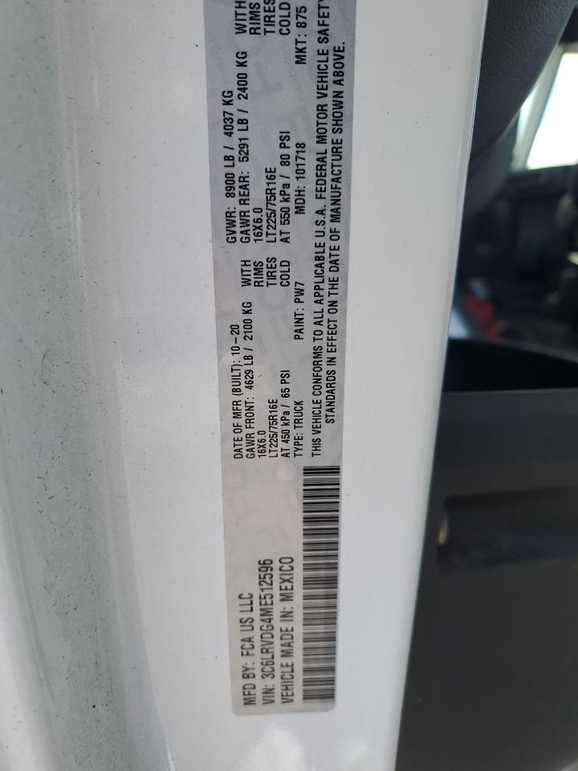 MFD BY: FCA US LLC
VIN: 3C6LRVDG4ME512596
VEHICLE MADE IN: MEXICO
DATE OF MFR (BUILT): 10-20 GVWR: 8900 LB / 4037 KG
GAWR FRONT: 4629 LB / 2100 KG WITH GAWR REAR: 5291 LB / 2400 KG WITH
16X6.0 RIMS 16X6.0 RIMS
LT225/75R16E TIRES LT225/75R16E TIRES
AT 450 kPa / 65 PSI COLD AT 550 kPa / 80 PSI COLD
TYPE: TRUCK PAINT: PW7 MDH: 101718 MKT: 875
THIS VEHICLE CONFORMS TO ALL APPLICABLE U.S.A. FEDERAL MOTOR VEHICLE SAFETY
STANDARDS IN EFFECT ON THE DATE OF MANUFACTURE SHOWN ABOVE.